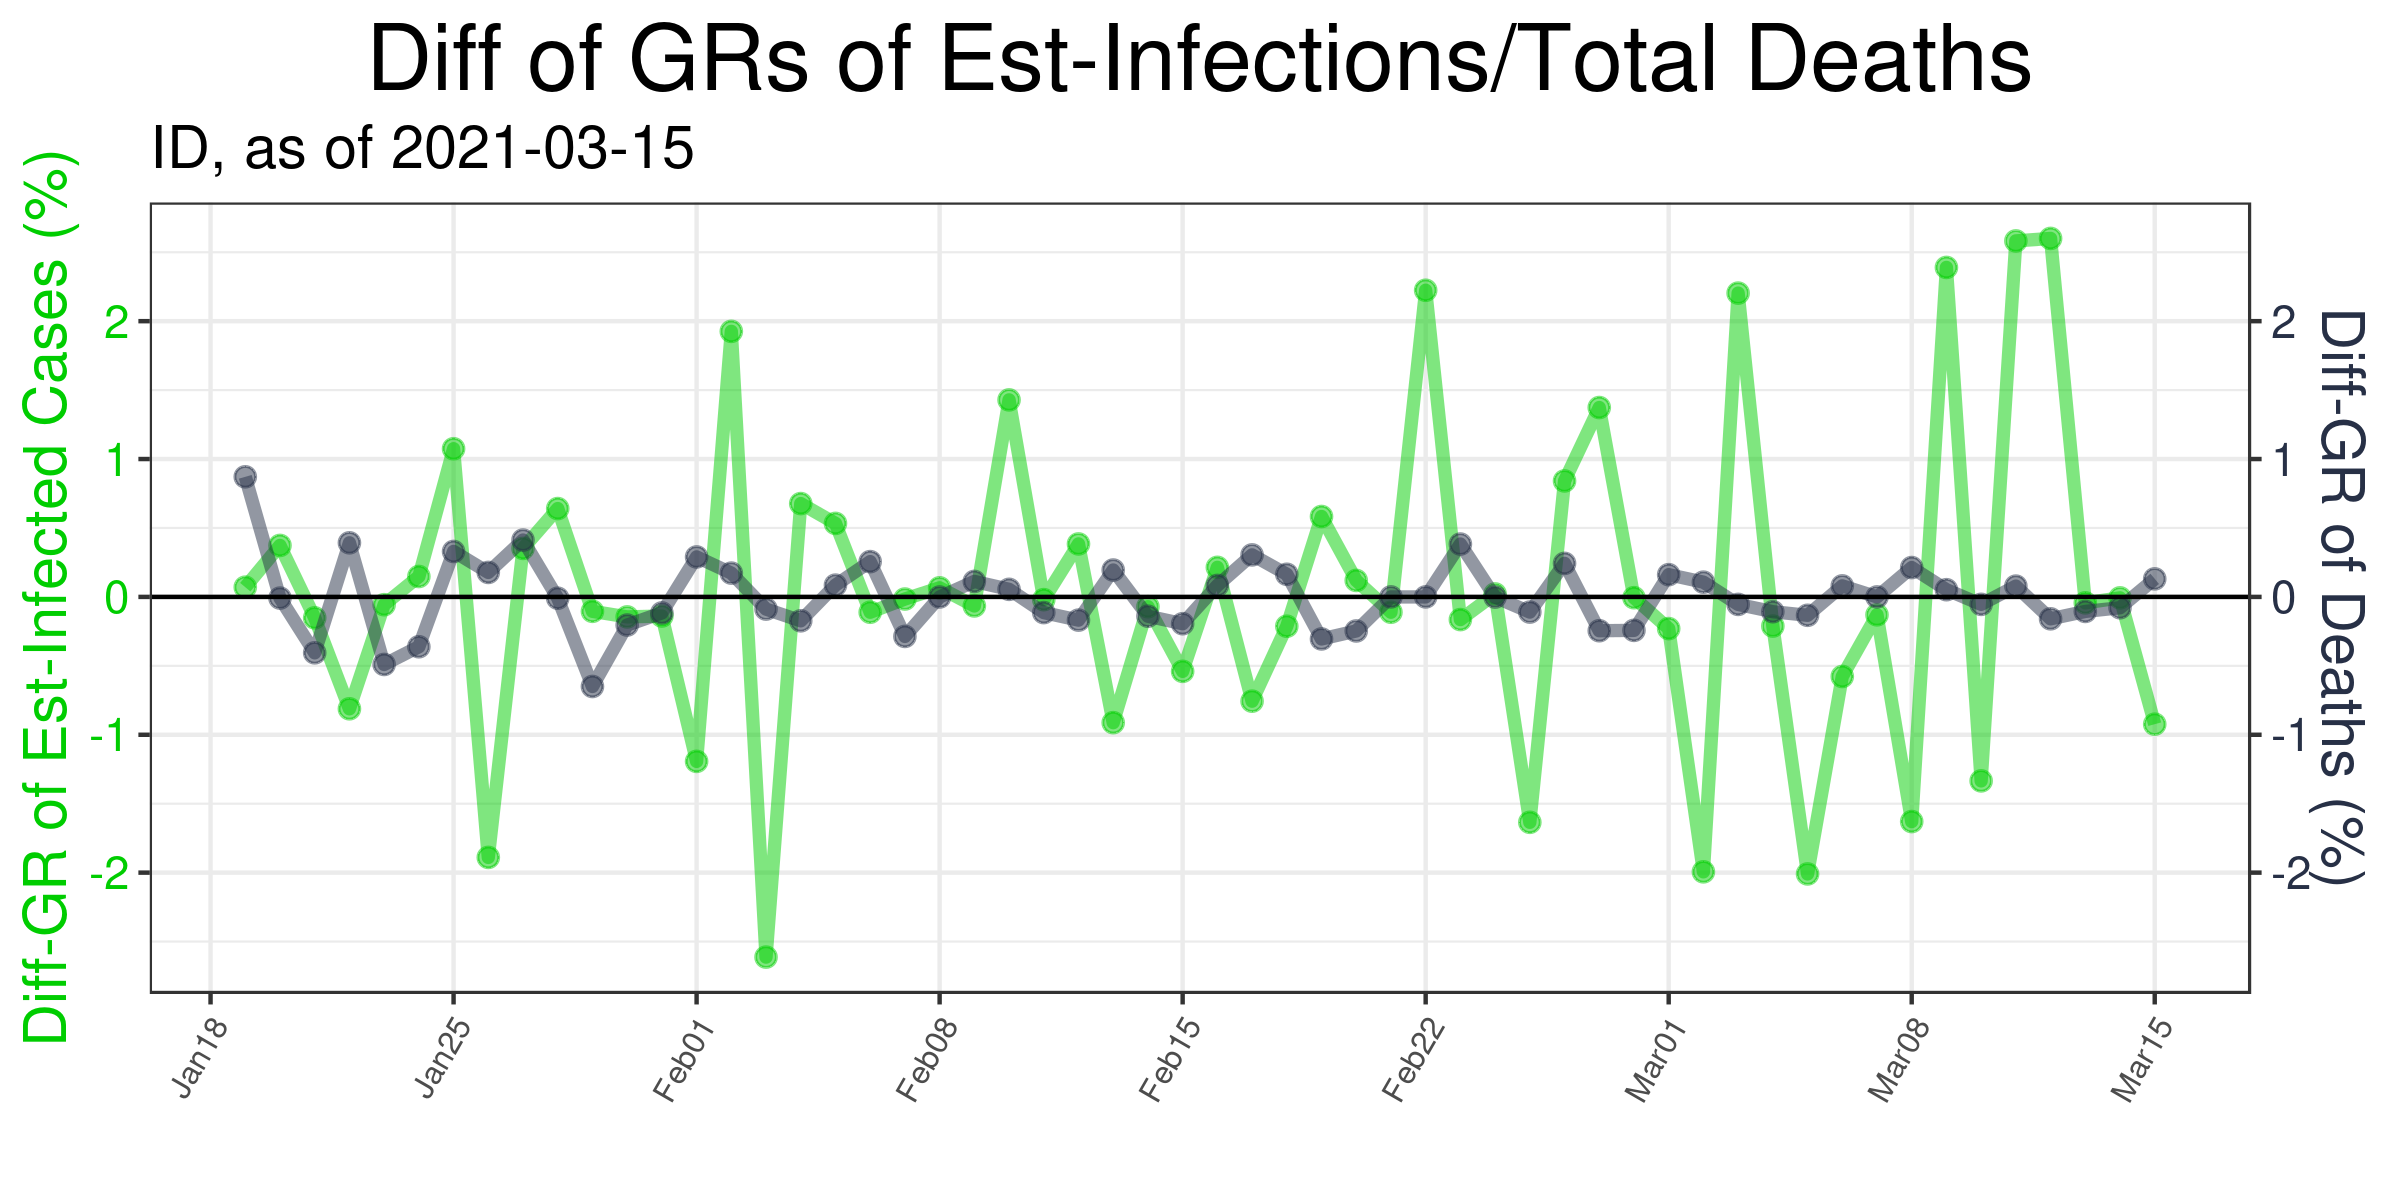 Diff of GRs of Est-Infections/Total Deaths
ID, as of 2021-03-15
Diff-GR of Est-Infected Cases (%)
2
1
0
-1
-2
2
1
0
-1
-2
Diff-GR of Deaths (%)
Jan18
Jan25
Feb01
Feb08
Feb15
Feb22
Mar01
Mar08
Mar15